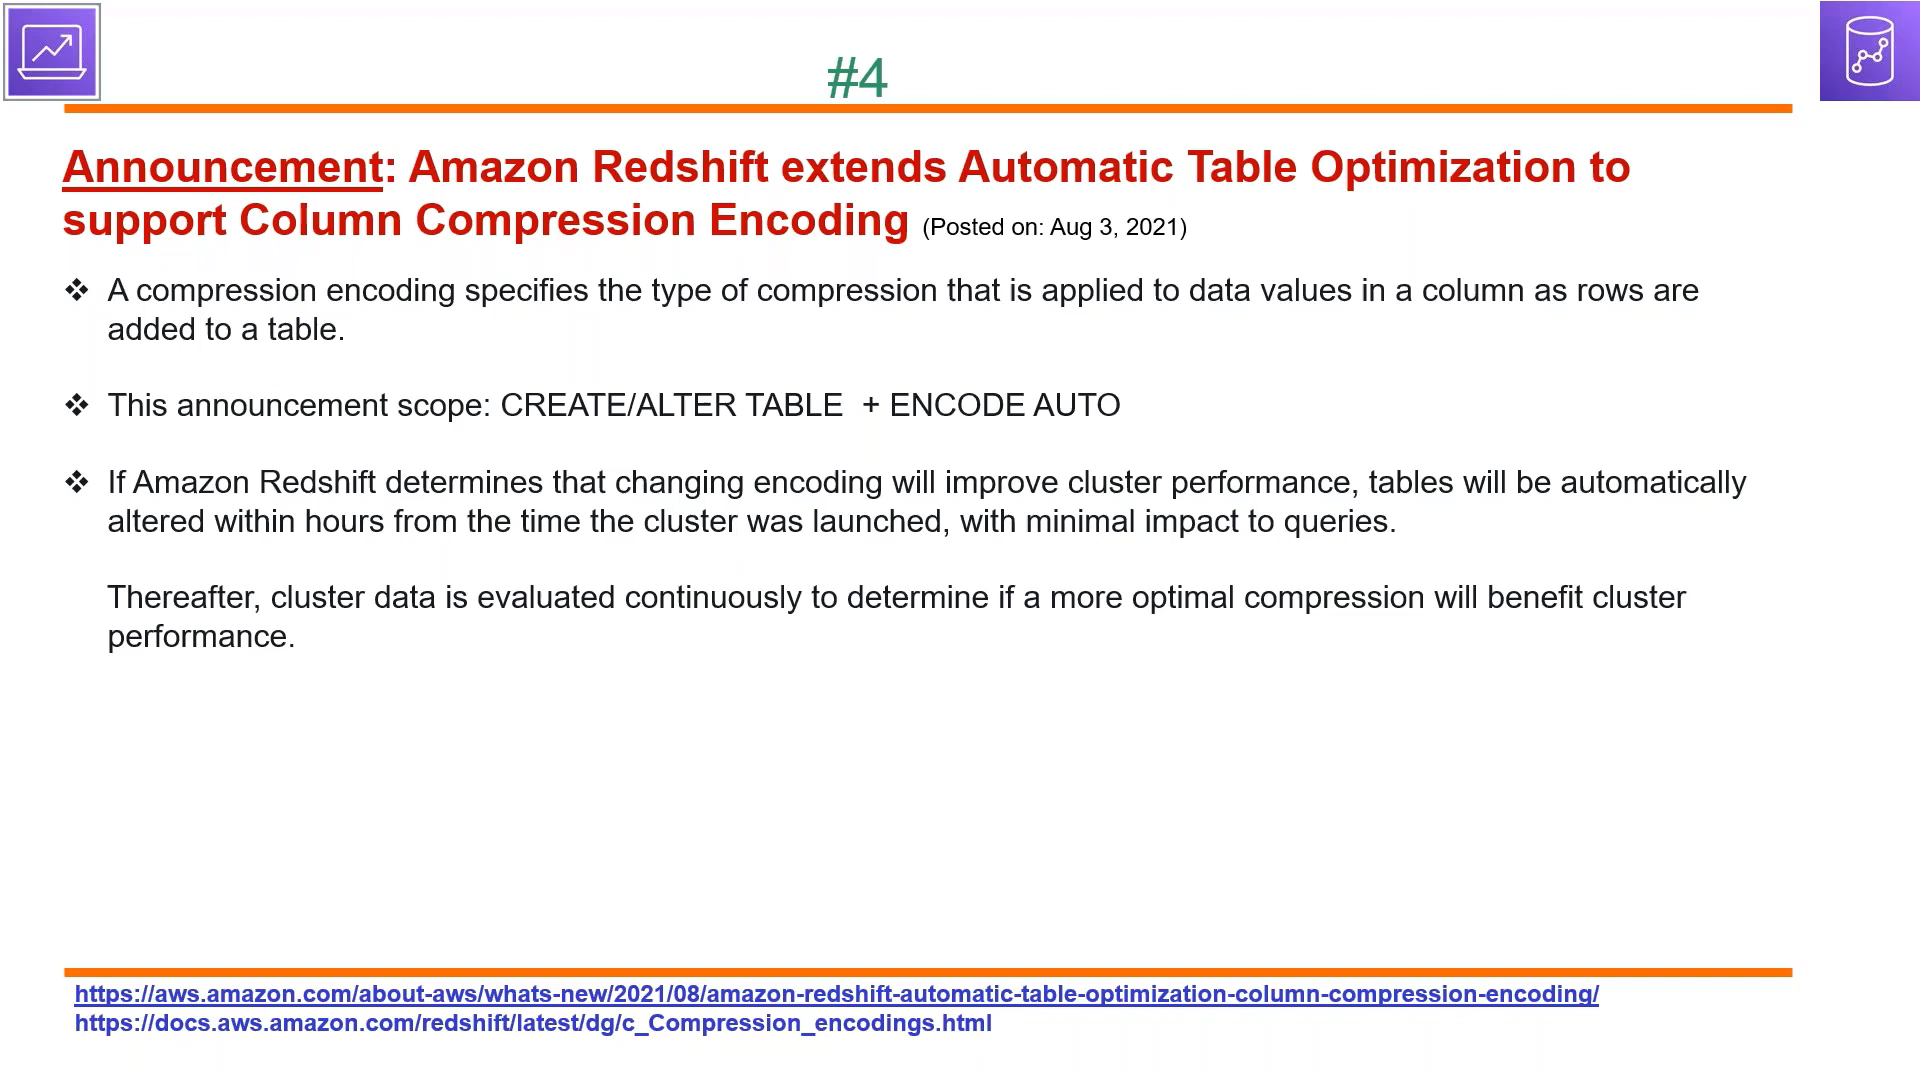 #4
Announcement: Amazon Redshift extends Automatic Table Optimization to
support Column Compression Encoding (Posted on: Aug 3, 2021)
❖ A compression encoding specifies the type of compression that is applied to data values in a column as rows are
added to a table.
❖ This announcement scope: CREATE/ALTER TABLE + ENCODE AUTO
❖ If Amazon Redshift determines that changing encoding will improve cluster performance, tables will be automatically
altered within hours from the time the cluster was launched, with minimal impact to queries.
Thereafter, cluster data is evaluated continuously to determine if a more optimal compression will benefit cluster
performance.
https://aws.amazon.com/about-aws/whats-new/2021/08/amazon-redshift-automatic-table-optimization-column-compression-encoding/
https://docs.aws.amazon.com/redshift/latest/dg/c_Compression_encodings.html